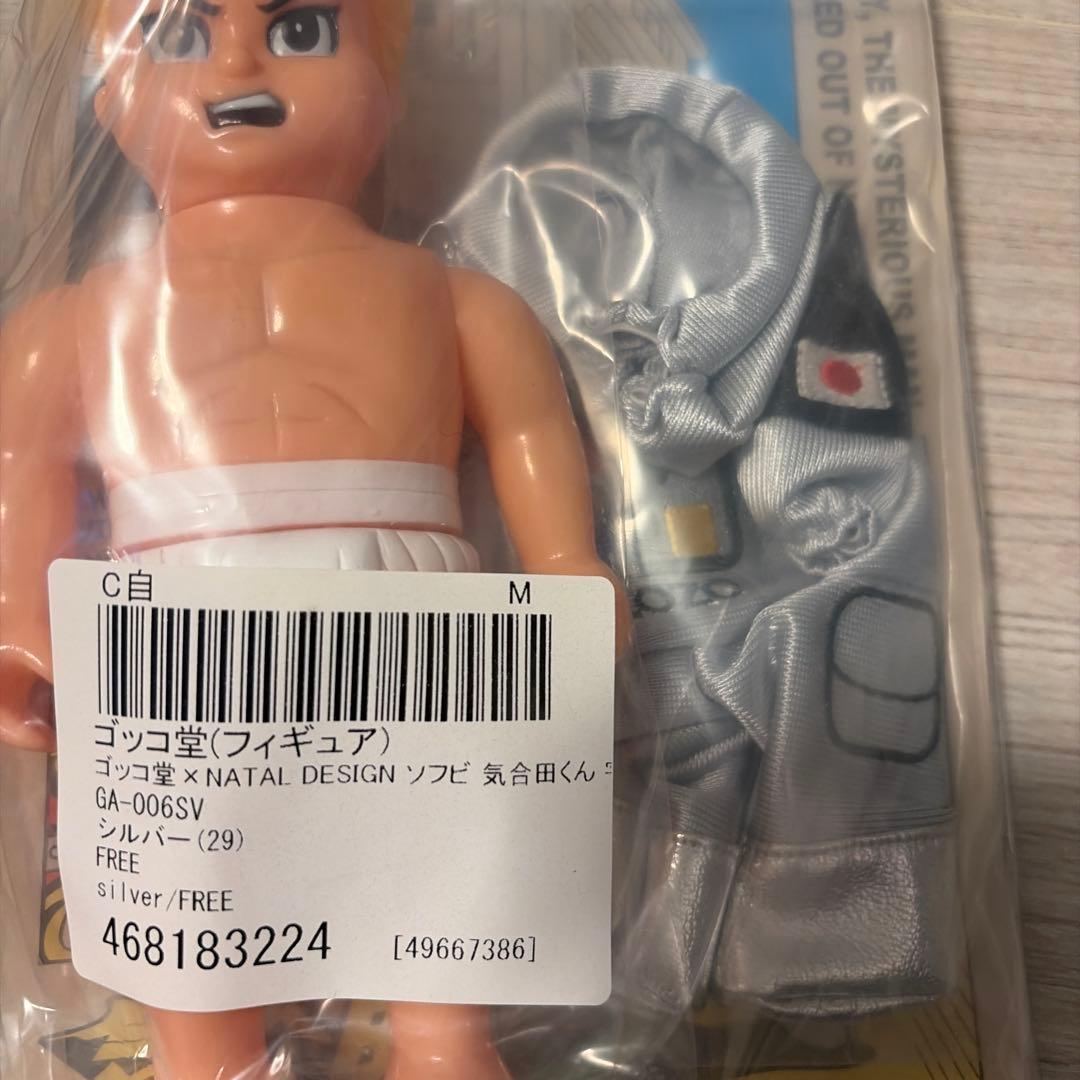 Y, THE MYSTERIOUS MAN,
ED OUT OF
C自 M
ゴッコ堂(フィギュア)
ゴッコ堂×NATAL DESIGN ソフビ 気合田くん
GA-006SV
シルバー(29)
FREE
silver/FREE
468183224 [49667386]